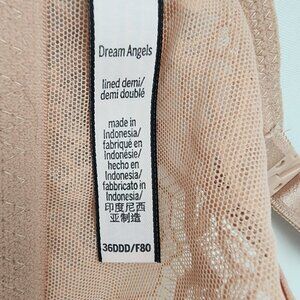 Dream Angels
lined demi/
demi doublé
made in
Indonesia/
fabriqué en
Indonésie/
hecho en
Indonesia/
fabbricato in
Indonesia/
印度尼西
亚制造
36DDD/F80